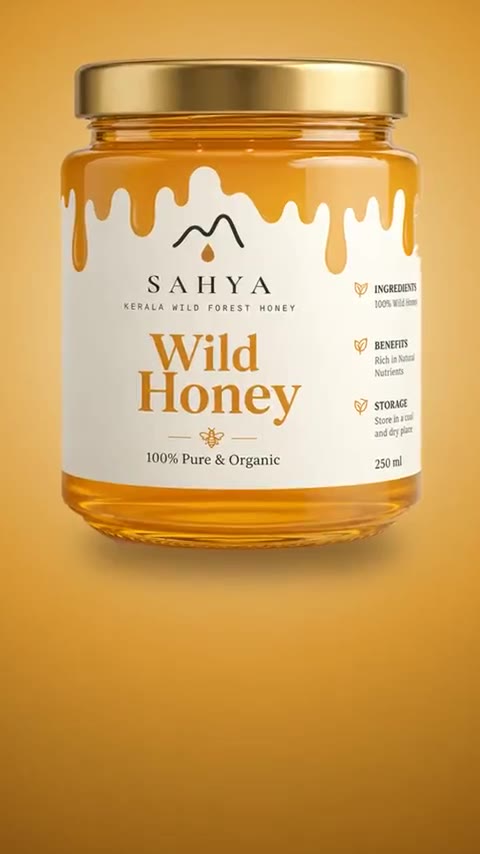 SAHYA
KERALA WILD FOREST HONEY
Wild
Honey
100% Pure & Organic
INGREDIENTS
100% Wild Honey
BENEFITS
Rich in Natural
Nutrients
STORAGE
Store in a cool
and dry place
250 ml